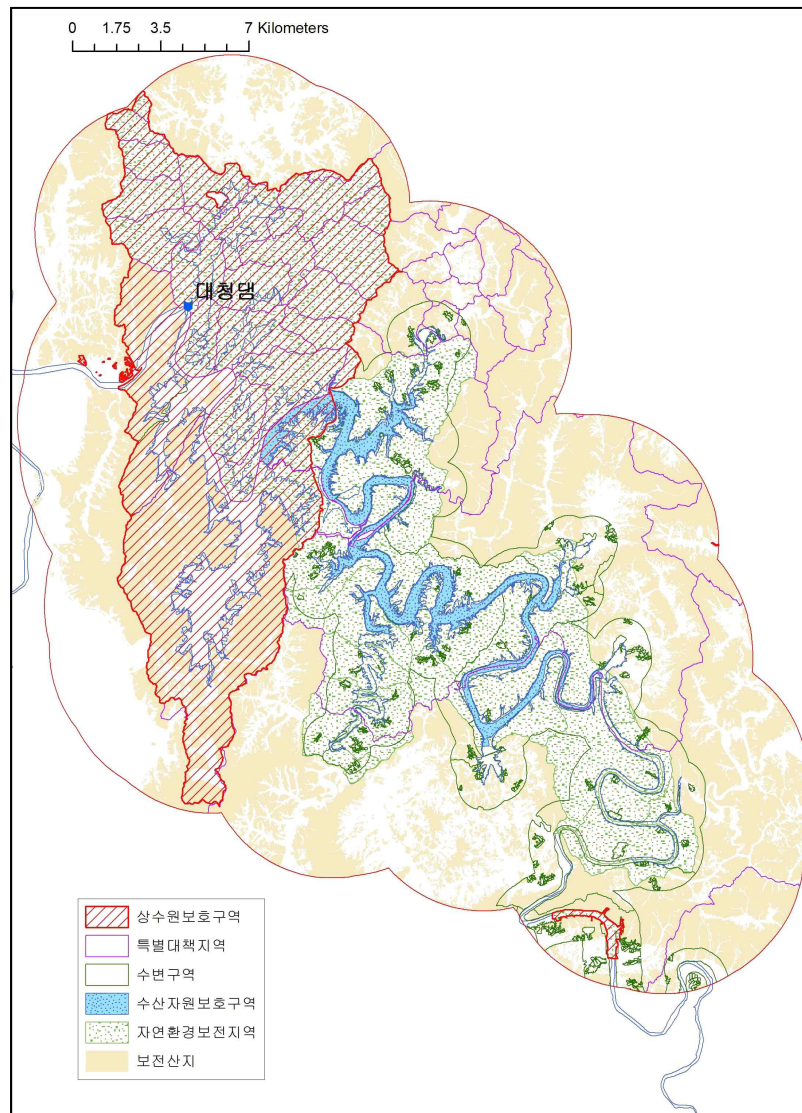 0 1.75 3.5 7 Kilometers
대청댐
상수원보호구역
특별대책지역
수변구역
수산자원보호구역
자연환경보전지역
보전산지